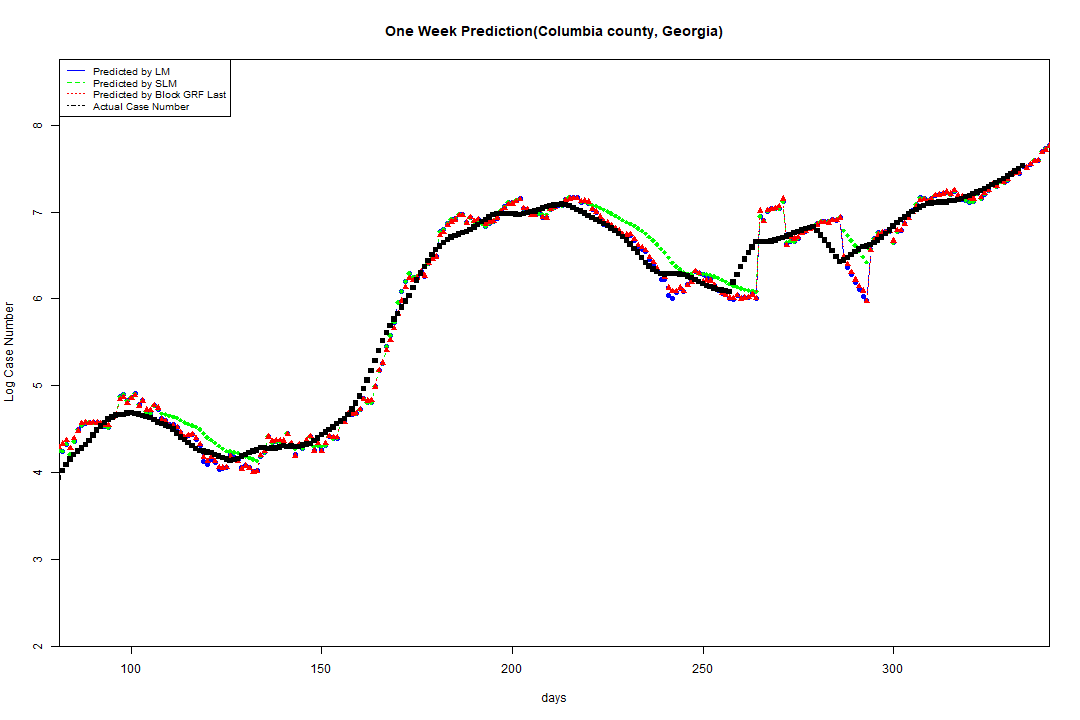 One Week Prediction(Columbia county, Georgia)
Predicted by LM
Predicted by SLM
Predicted by Block GRF Last
Actual Case Number
8
7
6
5
4
3
2
Log Case Number
100 150 200 250 300
days